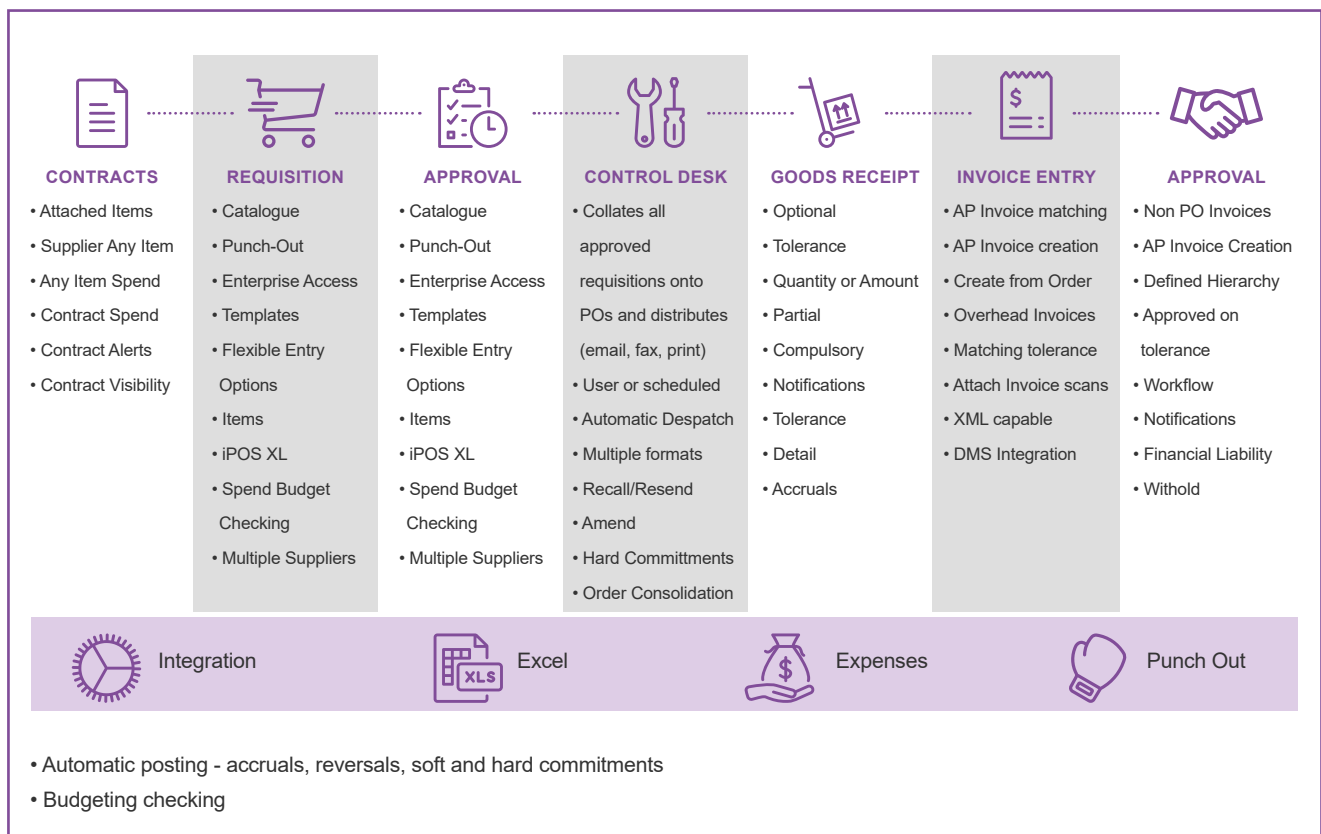 CONTRACTS
• Attached Items
• Supplier Any Item
• Any Item Spend
• Contract Spend
• Contract Alerts
• Contract Visibility
REQUISITION
• Catalogue
• Punch-Out
• Enterprise Access
• Templates
• Flexible Entry
Options
• Items
• iPOS XL
• Spend Budget
Checking
• Multiple Suppliers
APPROVAL
• Catalogue
• Punch-Out
• Enterprise Access
• Templates
• Flexible Entry
Options
• Items
• iPOS XL
• Spend Budget
Checking
• Multiple Suppliers
CONTROL DESK
• Collates all
approved
requisitions onto
POs and distributes
(email, fax, print)
• User or scheduled
• Automatic Despatch
• Multiple formats
• Recall/Resend
• Amend
• Hard Committments
• Order Consolidation
GOODS RECEIPT
• Optional
• Tolerance
• Quantity or Amount
• Partial
• Compulsory
• Notifications
• Tolerance
• Detail
• Accruals
$
INVOICE ENTRY
• AP Invoice matching
• AP Invoice creation
• Create from Order
• Overhead Invoices
• Matching tolerance
• Attach Invoice scans
• XML capable
• DMS Integration
APPROVAL
• Non PO Invoices
• AP Invoice Creation
• Defined Hierarchy
• Approved on
tolerance
• Workflow
• Notifications
• Financial Liability
• Withold
Integration
XLS
Excel
$
Expenses
Punch Out
• Automatic posting - accruals, reversals, soft and hard commitments
• Budgeting checking